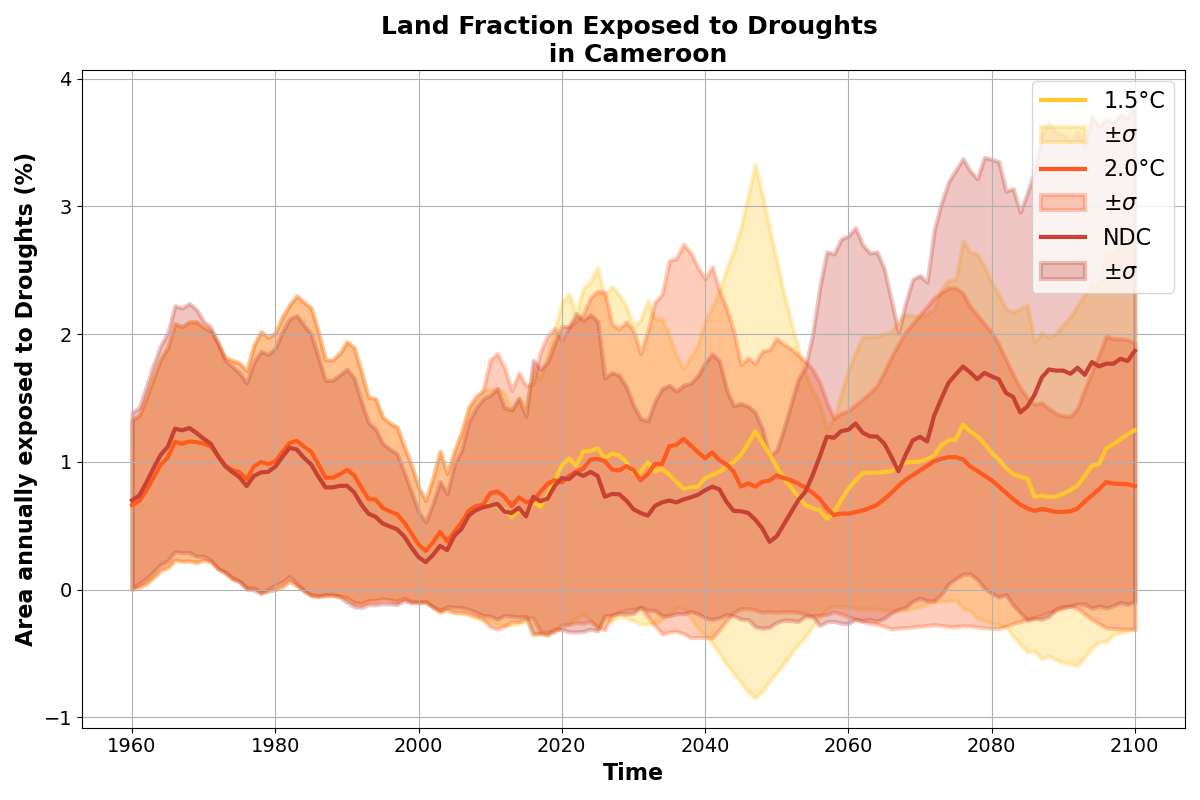 Land Fraction Exposed to Droughts
in Cameroon
Area annually exposed to Droughts (%)
4
3
2
1
0
−1
1.5°C
±σ
2.0°C
±σ
NDC
±σ
1960 1980 2000 2020 2040 2060 2080 2100
Time